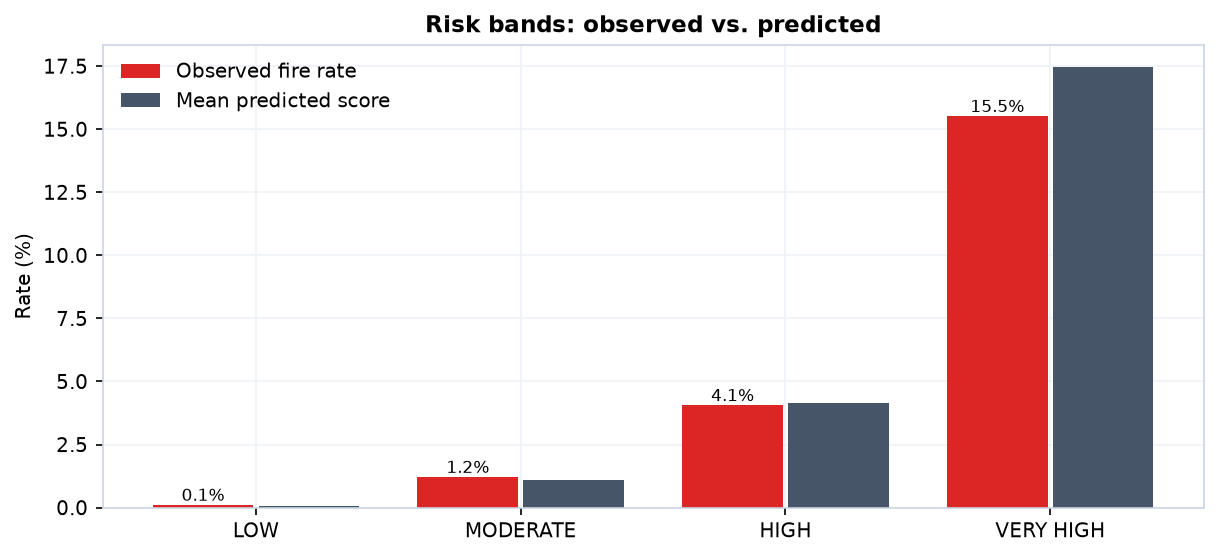 Risk bands: observed vs. predicted
Observed fire rate
Mean predicted score
Rate (%)
17.5
15.0
12.5
10.0
7.5
5.0
2.5
0.0
0.1%
1.2%
4.1%
15.5%
LOW
MODERATE
HIGH
VERY HIGH